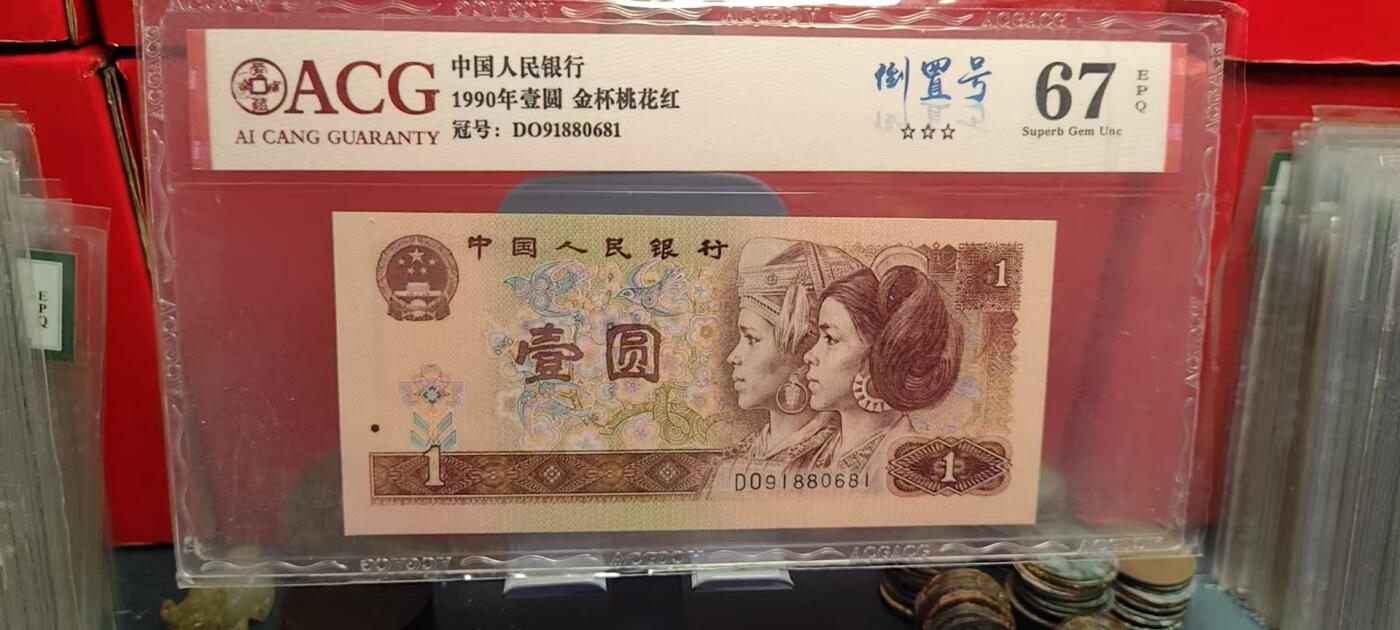 ACG
AI CANG GUARANTY
中国人民银行
1990年壹圆 金杯桃花红
冠号: DO91880681
倒置号
☆☆☆
67
EPQ
Superb Gem Unc
中国人民银行
1
壹圆
1
DO91880681
1
EPQ